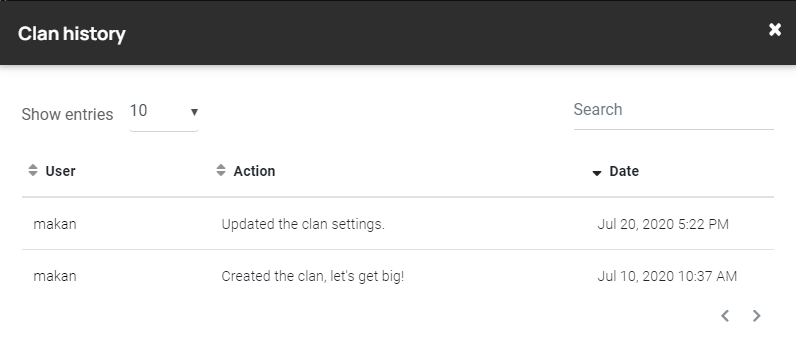 Clan history
Show entries 10
Search
User Action Date
makan Updated the clan settings. Jul 20, 2020 5:22 PM
makan Created the clan, let's get big! Jul 10, 2020 10:37 AM